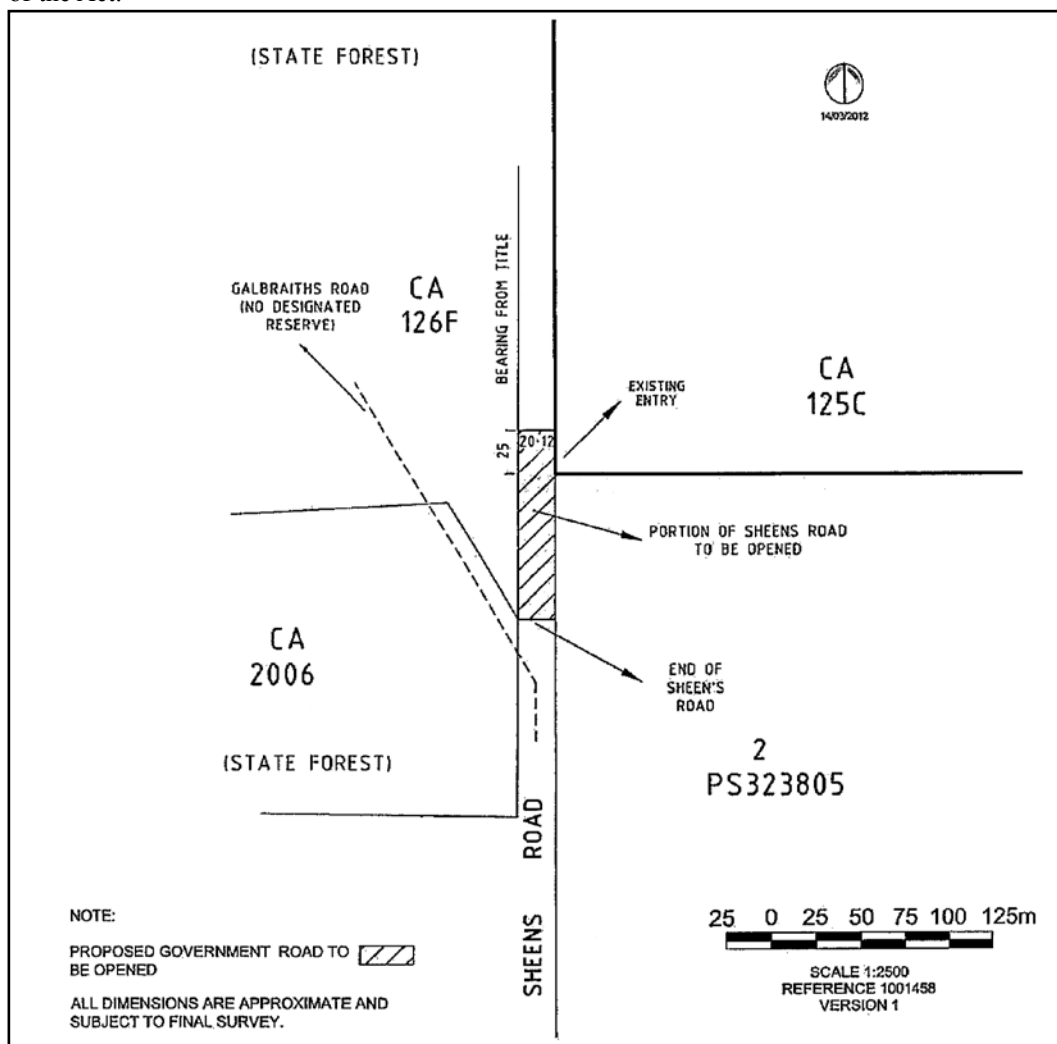 (STATE FOREST)
14/03/2012
BEARING FROM TITLE
GALBRAITHS ROAD
(NO DESIGNATED
RESERVE)
CA
126F
EXISTING
ENTRY
CA
125C
25
20·12
PORTION OF SHEENS ROAD
TO BE OPENED
CA
2006
END OF
SHEEN'S
ROAD
(STATE FOREST)
2
PS323805
SHEENS ROAD
NOTE:
PROPOSED GOVERNMENT ROAD TO
BE OPENED
ALL DIMENSIONS ARE APPROXIMATE AND
SUBJECT TO FINAL SURVEY.
25 0 25 50 75 100 125m
SCALE 1:2500
REFERENCE 1001458
VERSION 1